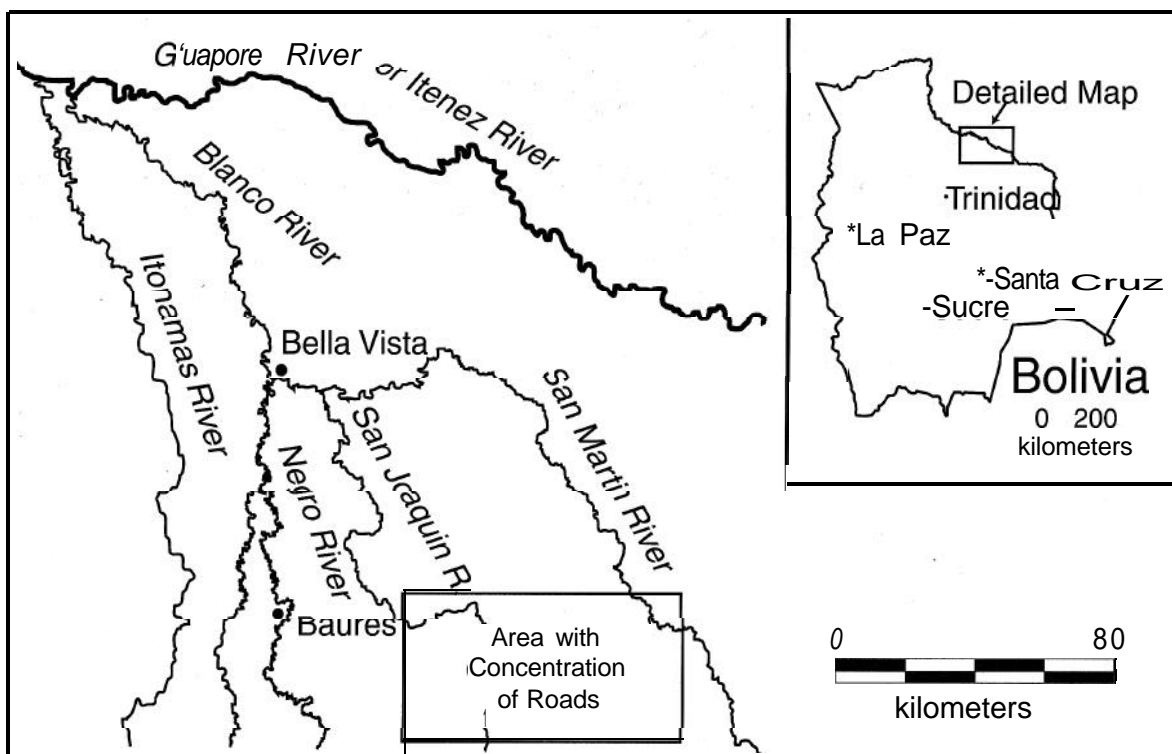 G'uapore River or Itenez River
Blanco River
Itonamas River
Bella Vista
San Joaquin R
San Martin River
Negro River
Baures
Area with
Concentration
of Roads
Detailed Map
Trinidad
*La Paz
*-Santa Cruz
-Sucre
Bolivia
0 200
kilometers
0 80
kilometers